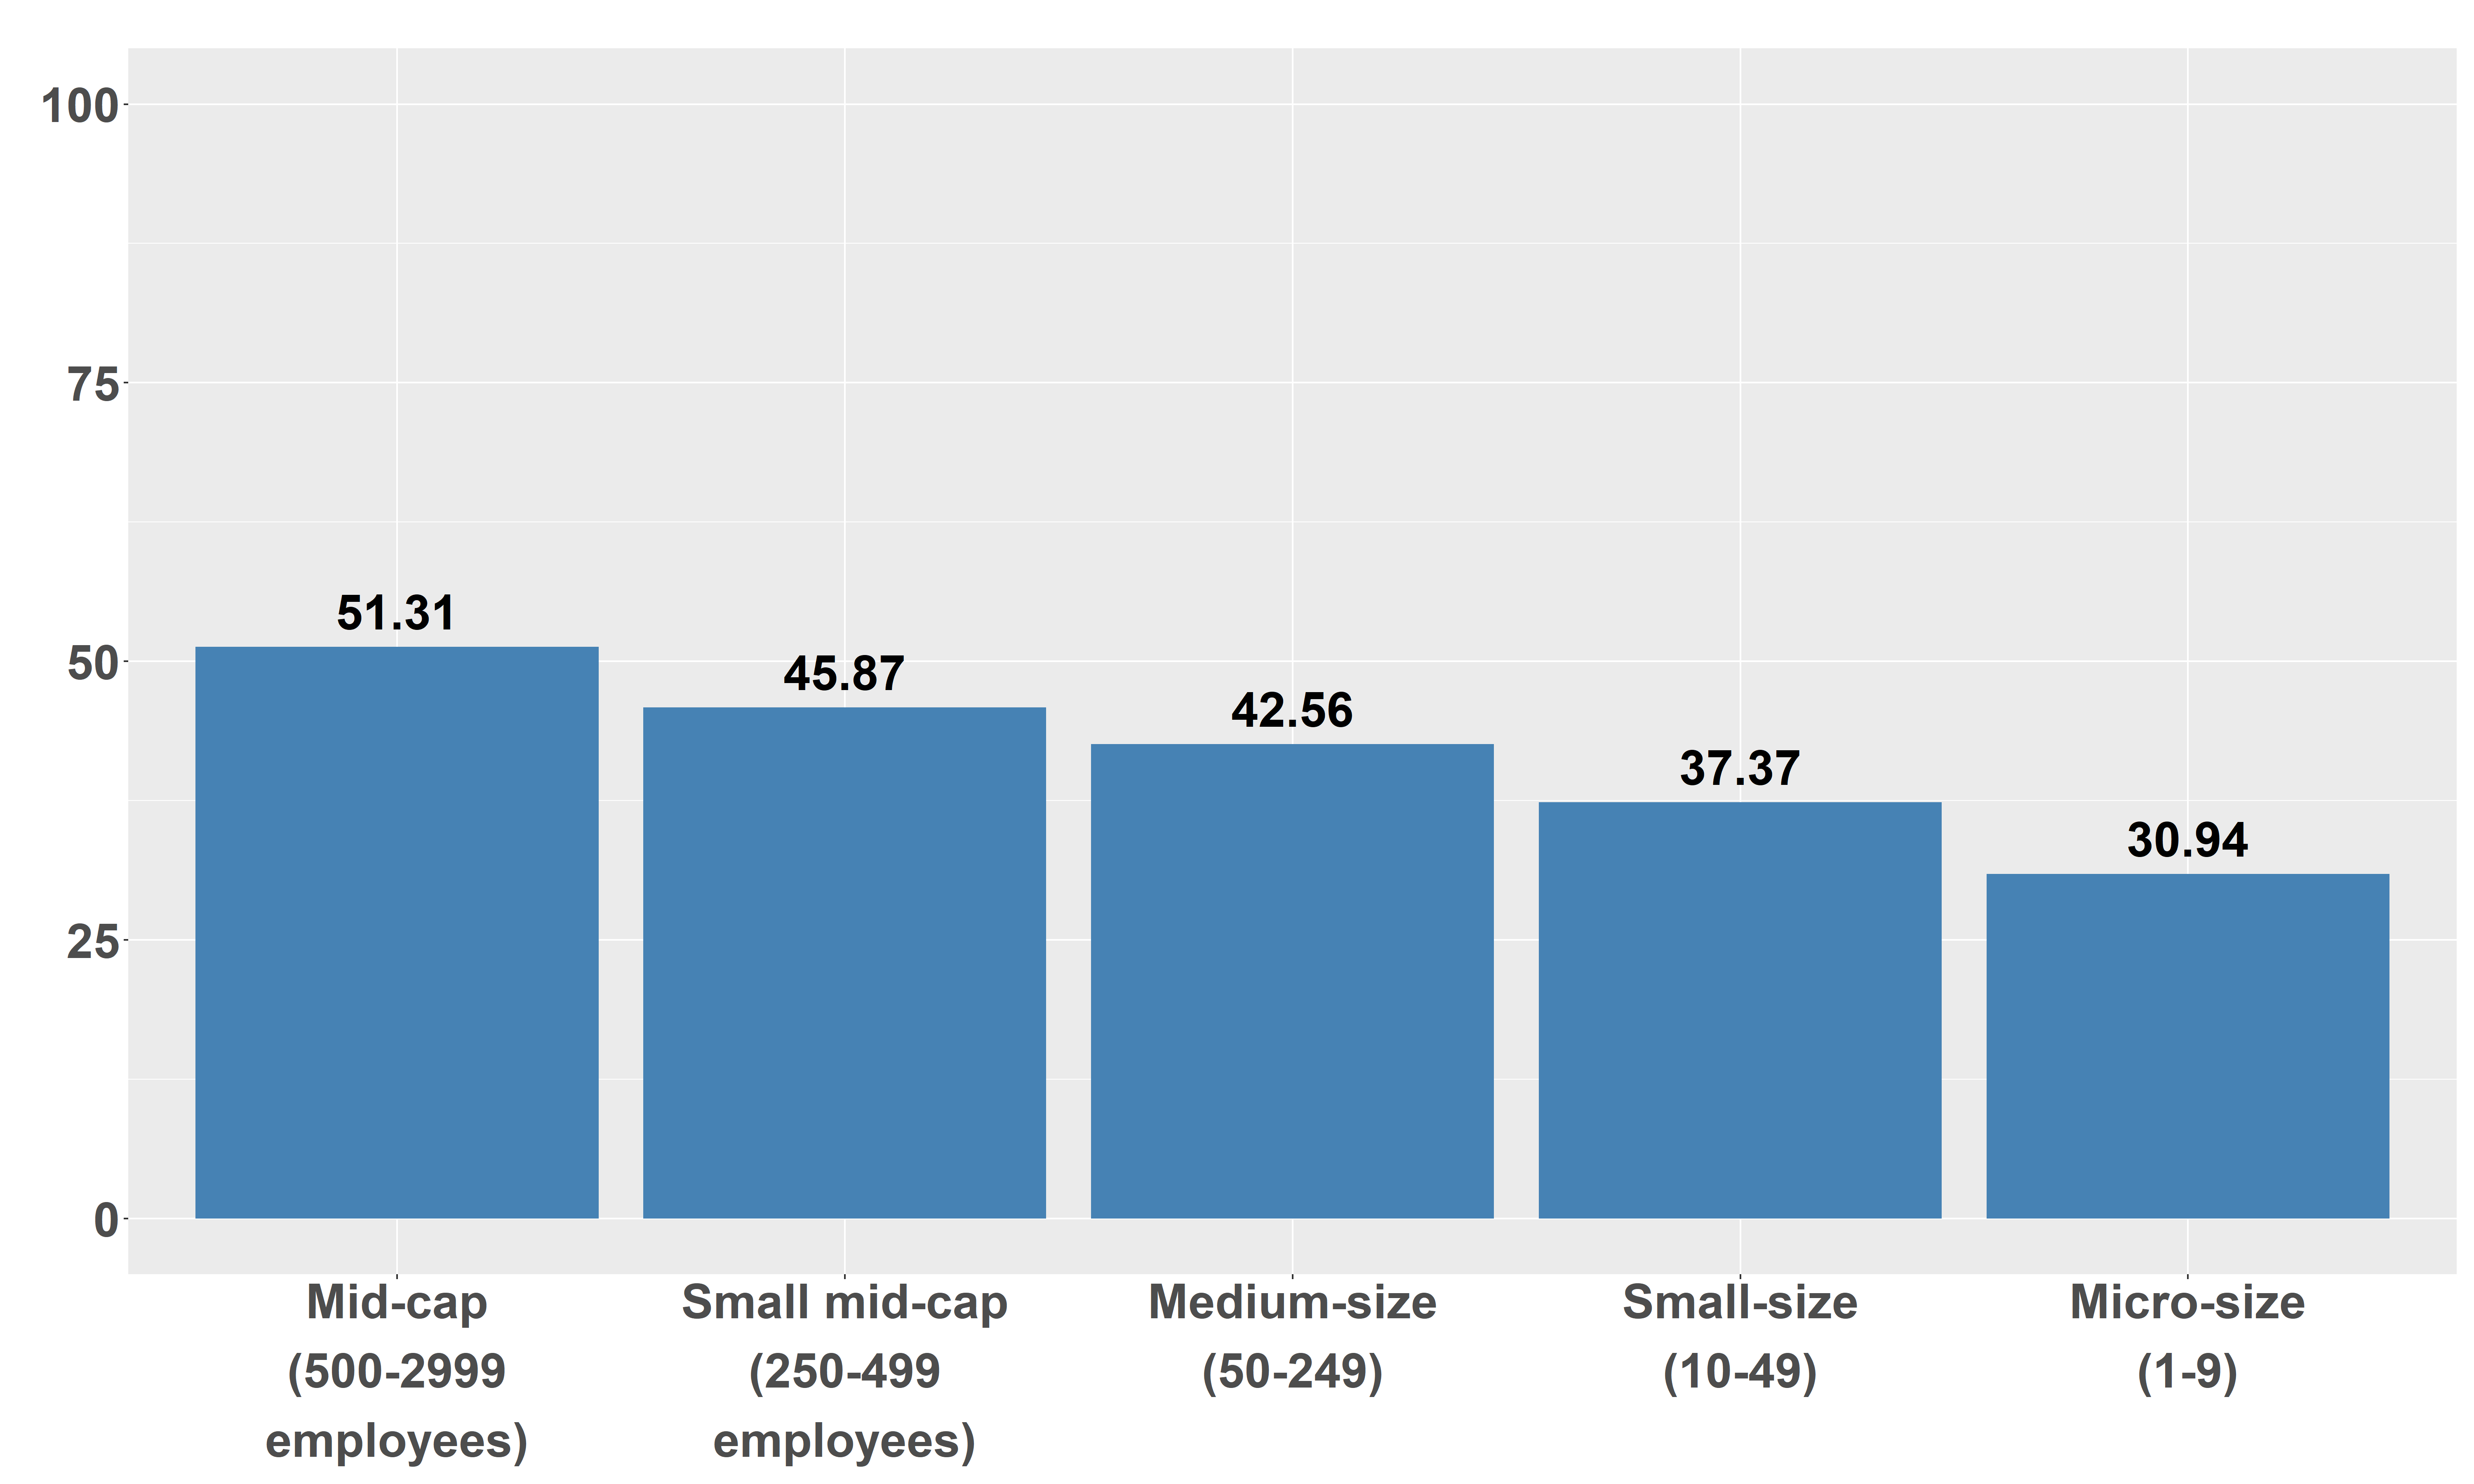 100
75
50
25
0
51.31
45.87
42.56
37.37
30.94
Mid-cap
(500-2999
employees)
Small mid-cap
(250-499
employees)
Medium-size
(50-249)
Small-size
(10-49)
Micro-size
(1-9)